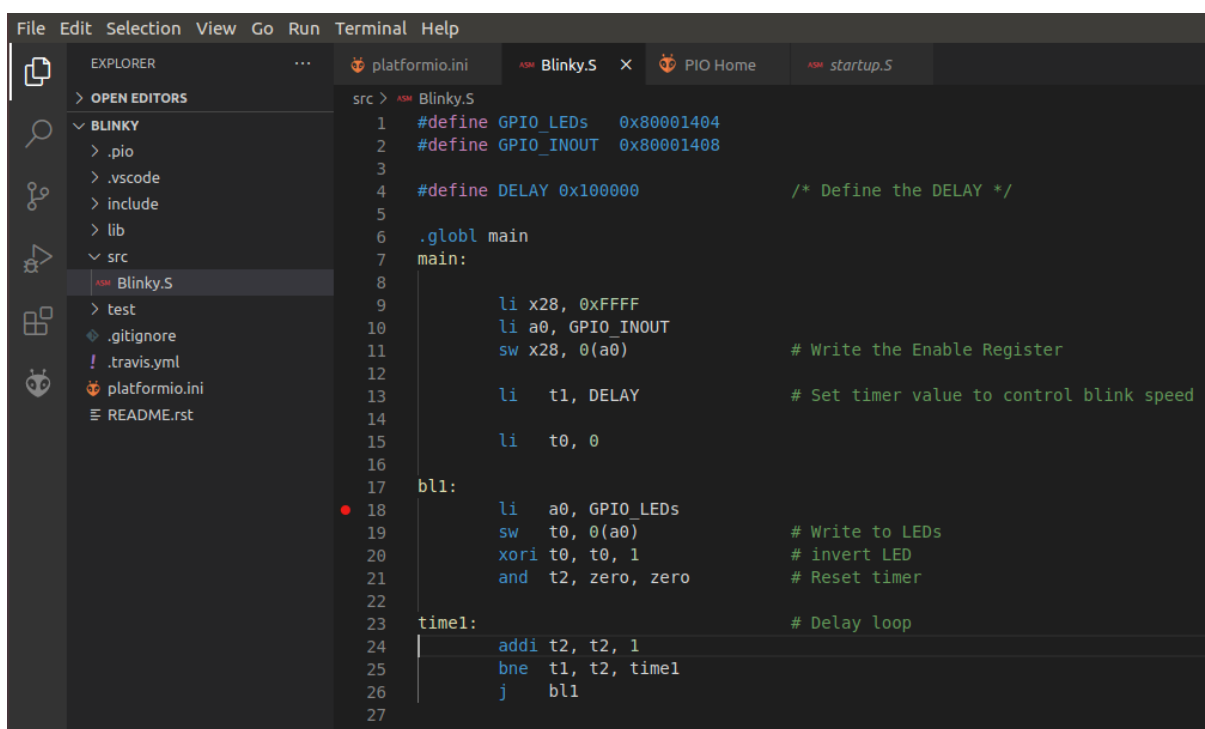 File Edit Selection View Go Run Terminal Help
EXPLORER ...
OPEN EDITORS
BLINKY
.pio
.vscode
include
lib
src
ASM Blinky.S
test
.gitignore
! .travis.yml
platformio.ini
README.rst
platformio.ini ASM Blinky.S × PIO Home ASM startup.S
src > ASM Blinky.S
1 #define GPIO_LEDs 0x80001404
2 #define GPIO_INOUT 0x80001408
3
4 #define DELAY 0x100000 /* Define the DELAY */
5
6 .globl main
7 main:
8
9 li x28, 0xFFFF
10 li a0, GPIO_INOUT
11 sw x28, 0(a0) # Write the Enable Register
12
13 li t1, DELAY # Set timer value to control blink speed
14
15 li t0, 0
16
17 bl1:
18 li a0, GPIO_LEDs
19 sw t0, 0(a0) # Write to LEDs
20 xori t0, t0, 1 # invert LED
21 and t2, zero, zero # Reset timer
22
23 time1: # Delay loop
24 addi t2, t2, 1
25 bne t1, t2, time1
26 j bl1
27